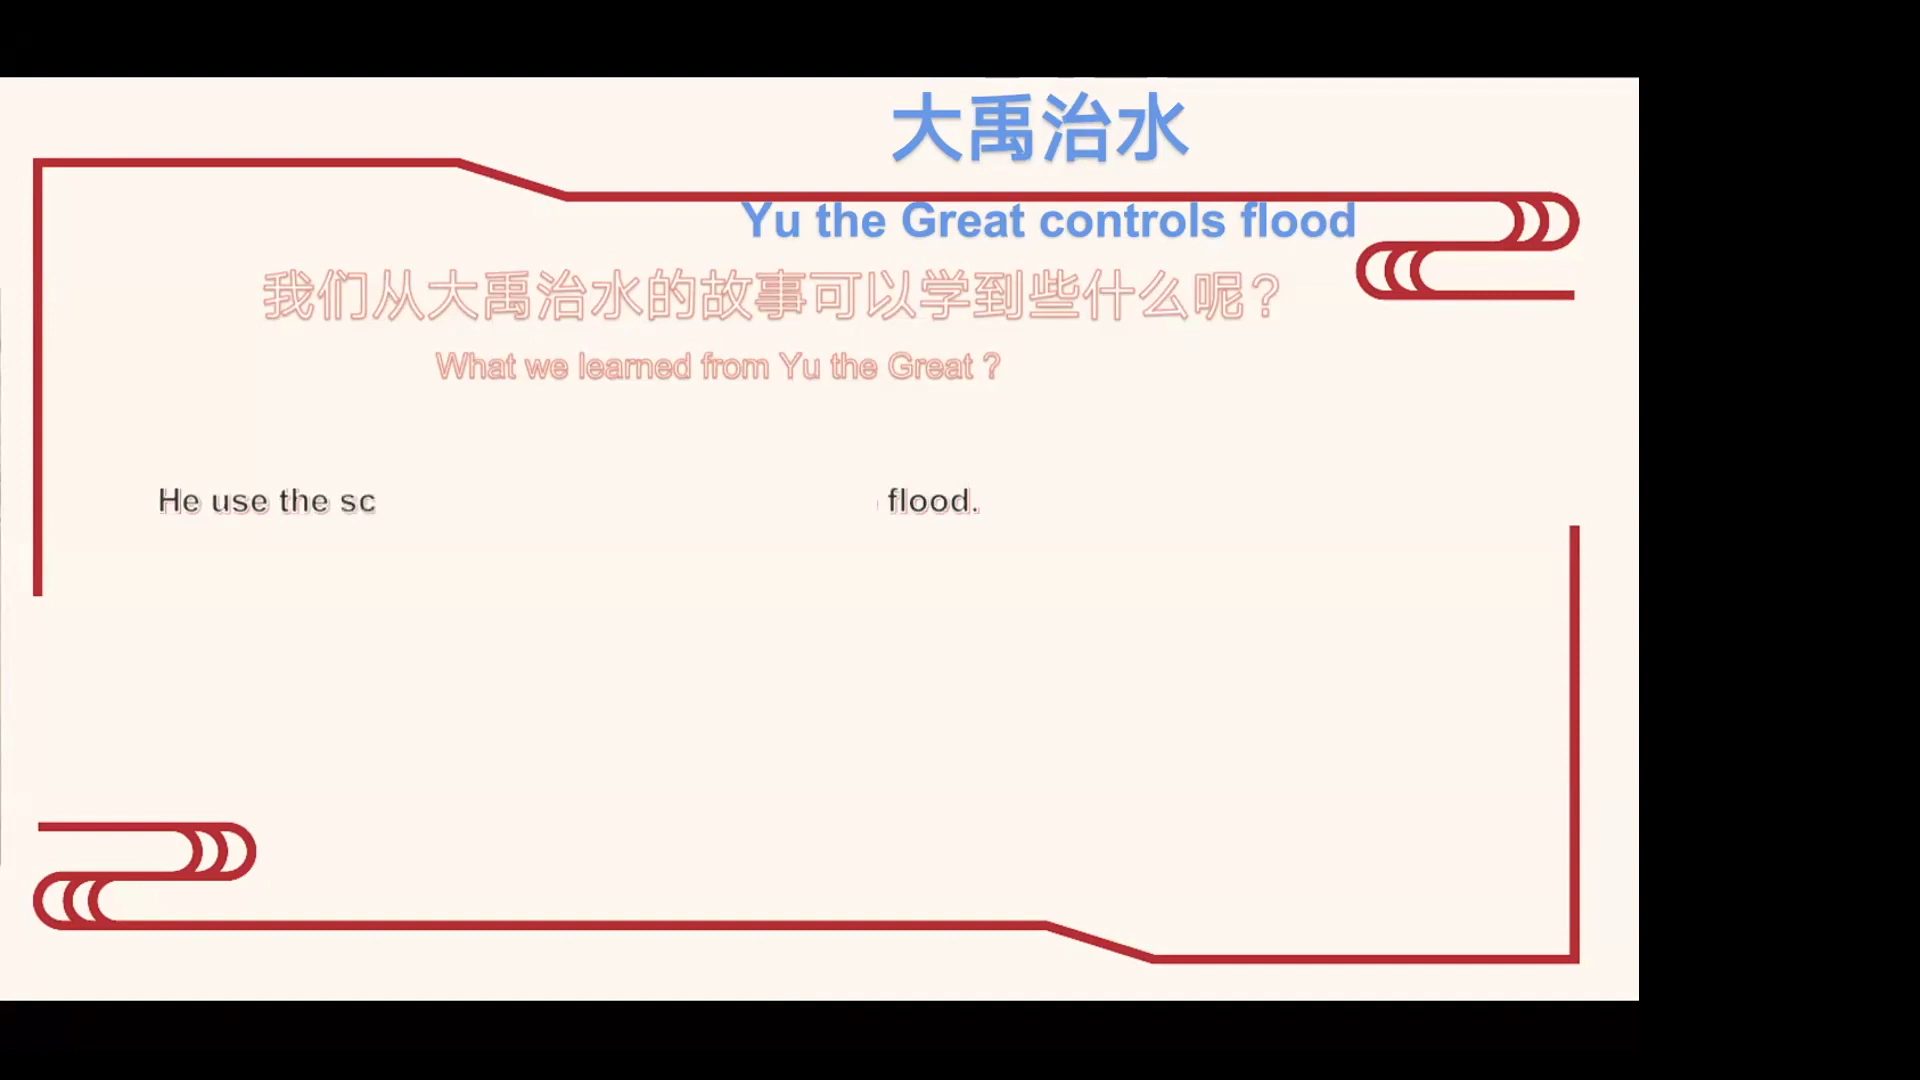 大禹治水
Yu the Great controls flood
我们从大禹治水的故事可以学到些什么呢？
What we learned from Yu the Great ?
He use the sc flood.